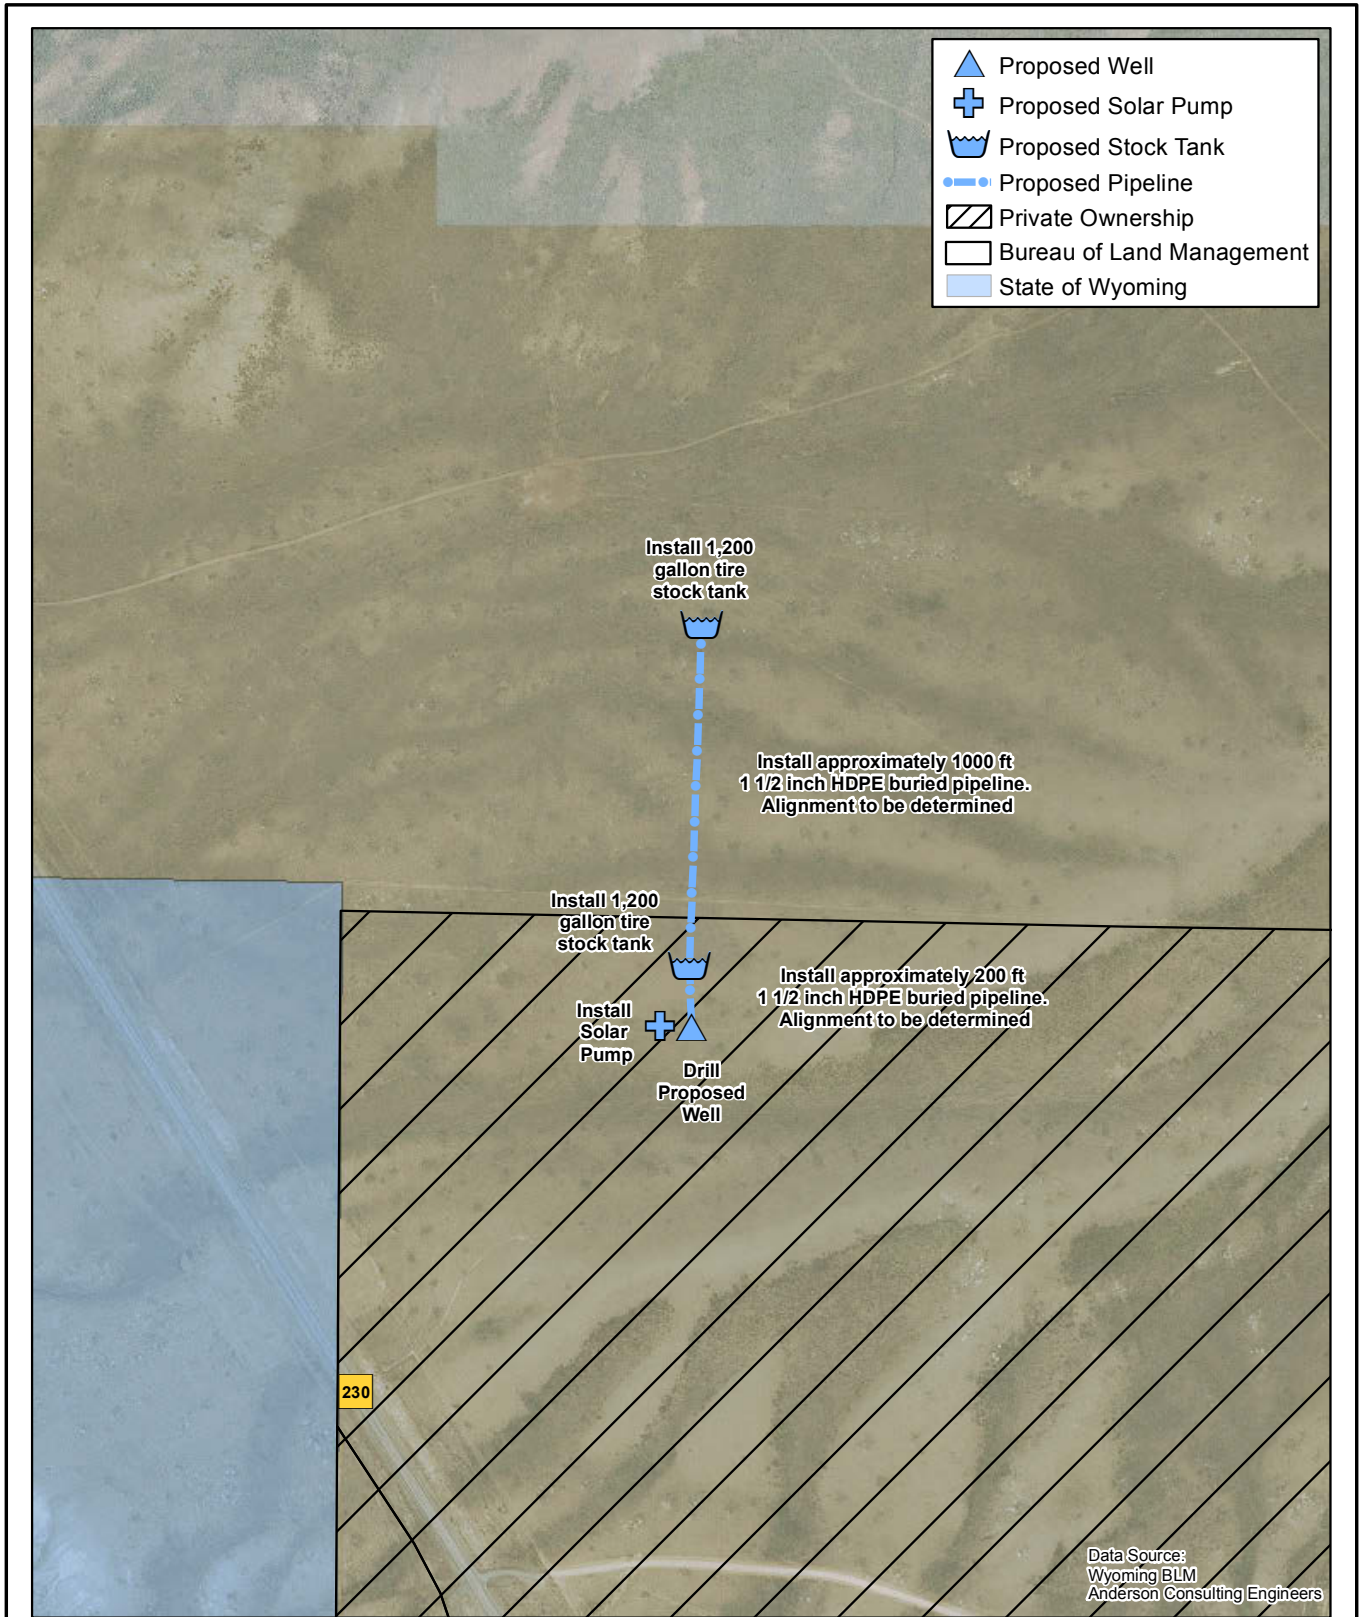 Proposed Well
Proposed Solar Pump
Proposed Stock Tank
Proposed Pipeline
Private Ownership
Bureau of Land Management
State of Wyoming
Install 1,200
gallon tire
stock tank
Install approximately 1000 ft
1 1/2 inch HDPE buried pipeline.
Alignment to be determined
Install 1,200
gallon tire
stock tank
Install approximately 200 ft
1 1/2 inch HDPE buried pipeline.
Alignment to be determined
Install
Solar
Pump
Drill
Proposed
Well
230
Data Source:
Wyoming BLM
Anderson Consulting Engineers